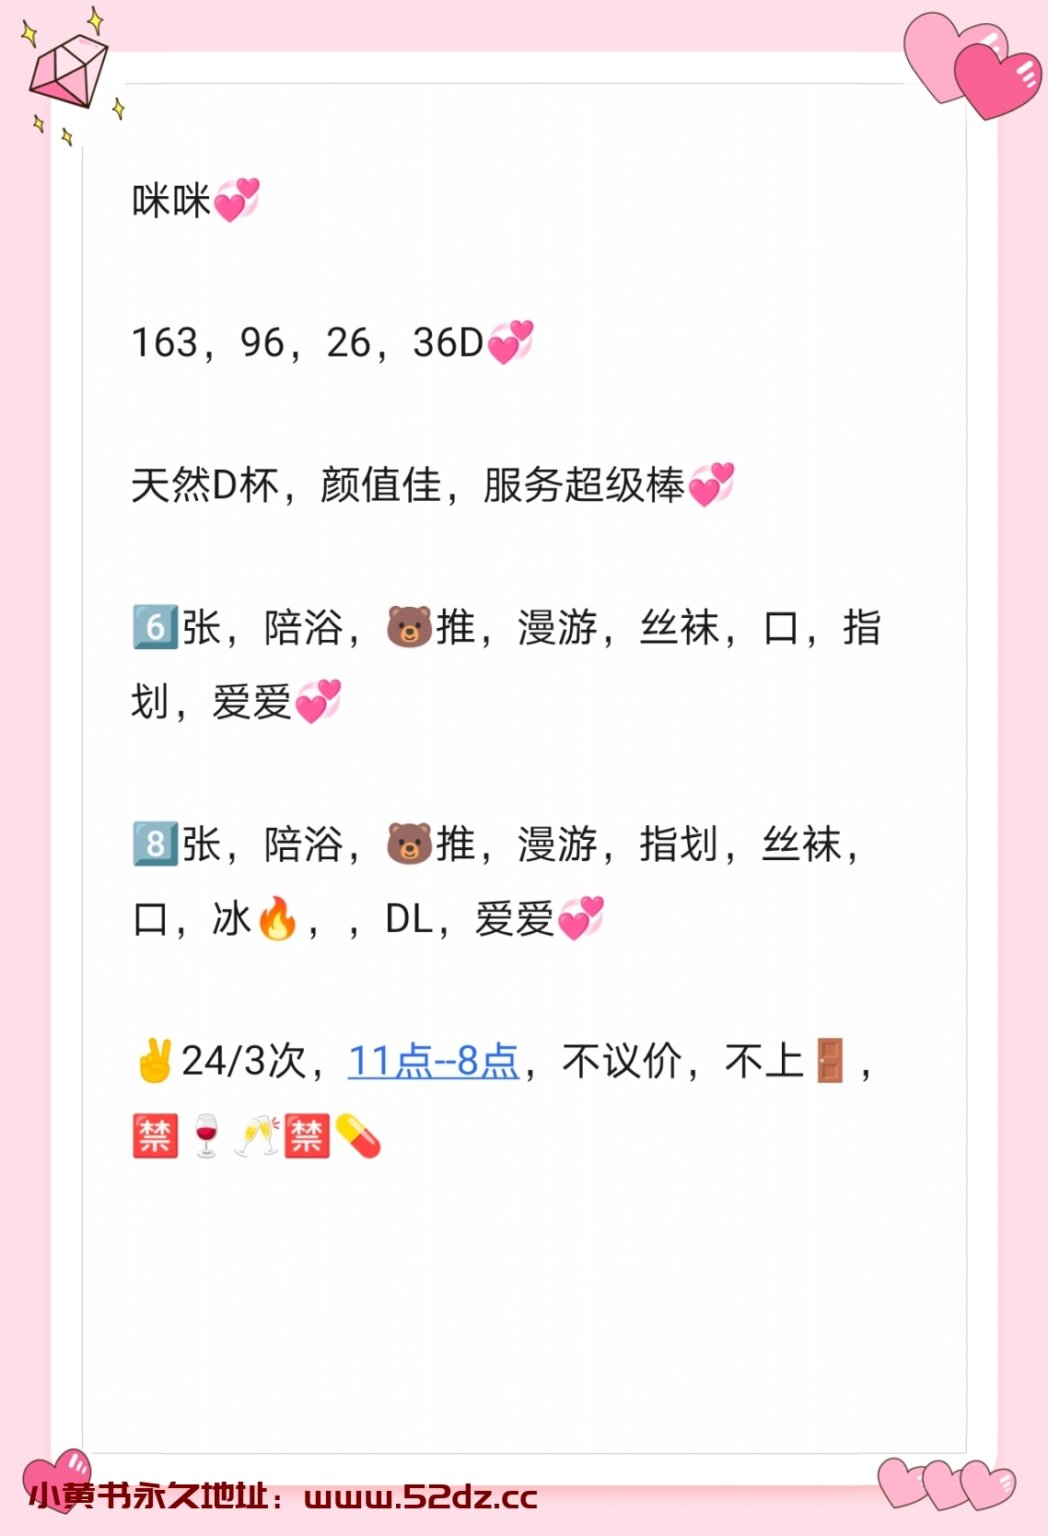 咪咪💞
163，96，26，36D💞
天然D杯，颜值佳，服务超级棒💞
6️⃣张，陪浴，🐻推，漫游，丝袜，口，指
划，爱爱💞
8️⃣张，陪浴，🐻推，漫游，指划，丝袜，
口，冰🔥，，DL，爱爱💞
✌️24/3次，11点--8点，不议价，不上🚪，
🈲🍷🥂🈲💊
小黄书永久地址：www.52dz.cc